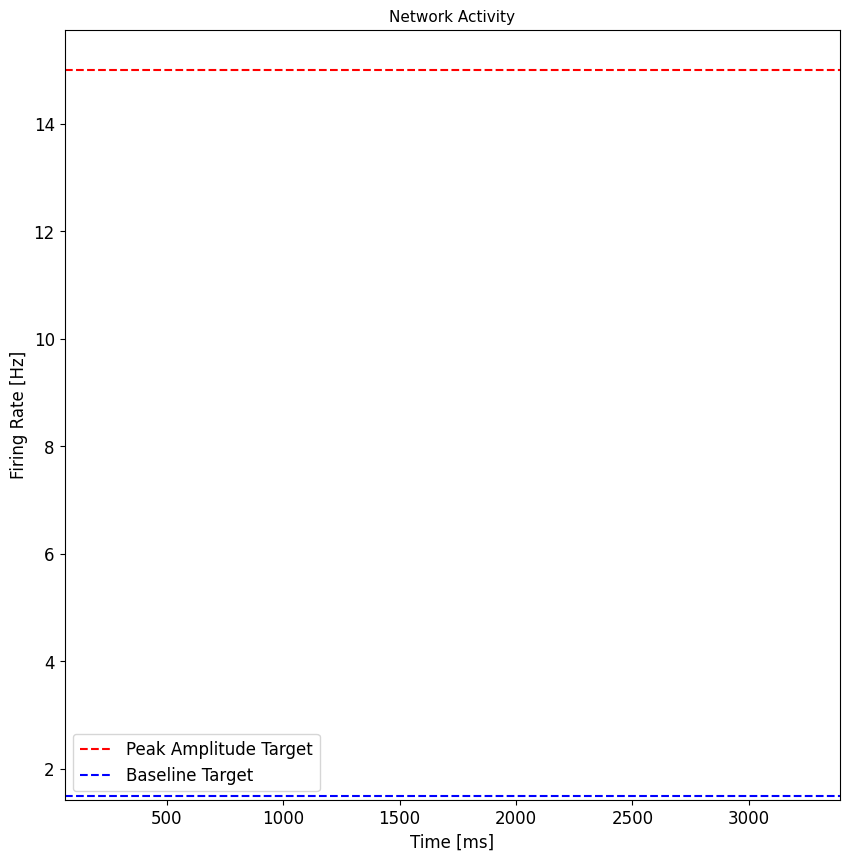 Network Activity
Firing Rate [Hz]
14
12
10
8
6
4
2
Peak Amplitude Target
Baseline Target
500
1000
1500
2000
2500
3000
Time [ms]